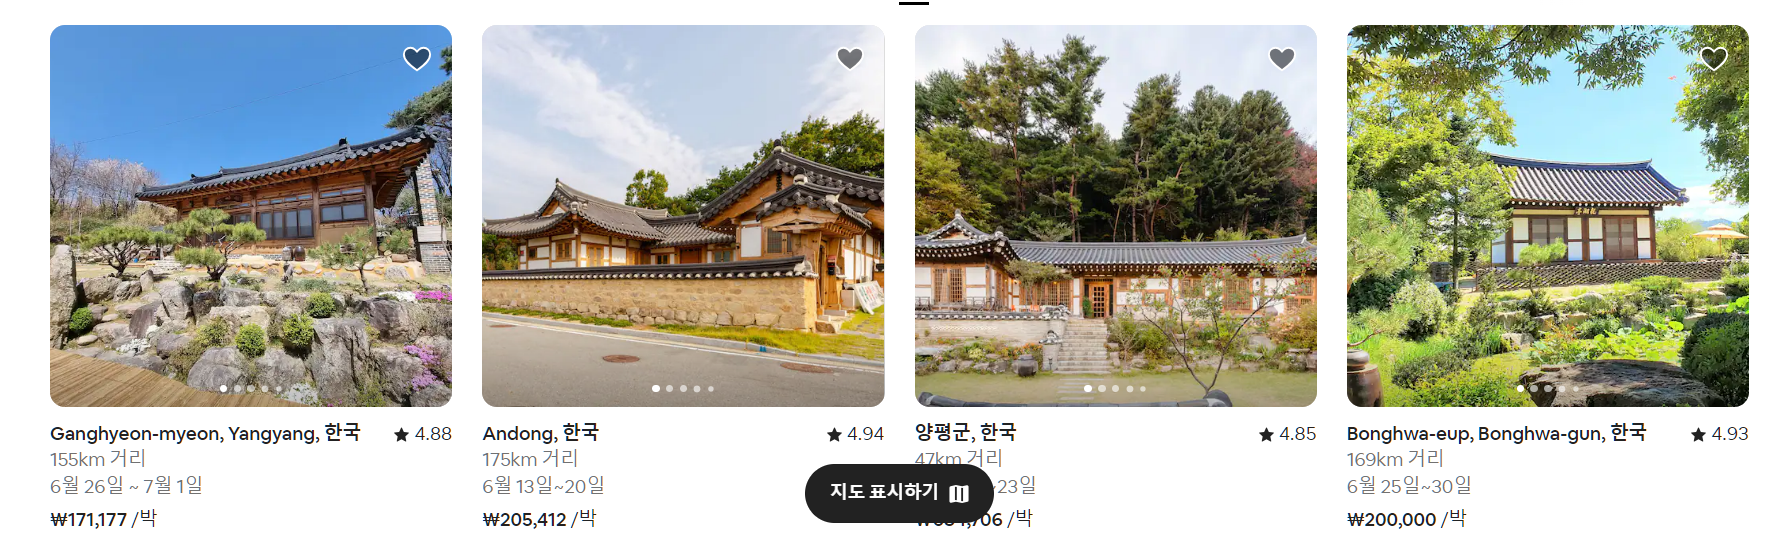 Ganghyeon-myeon, Yangyang, 한국
4.88
155km 거리
6월 26일 ~ 7월 1일
₩171,177 /박
Andong, 한국
4.94
175km 거리
6월 13일~20일
₩205,412 /박
양평군, 한국
4.85
47km 거리
~23일
706 /박
Bonghwa-eup, Bonghwa-gun, 한국
4.93
169km 거리
6월 25일~30일
₩200,000 /박
지도 표시하기